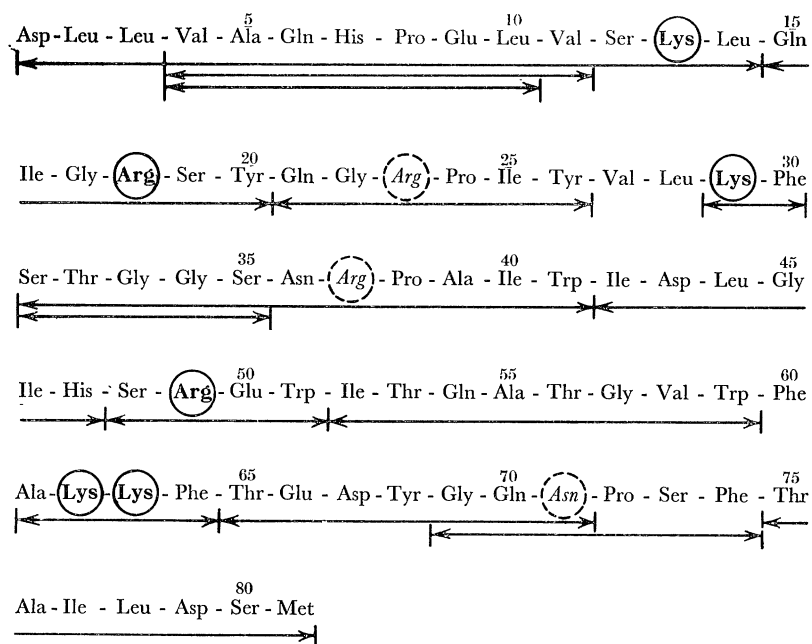 5 10 15
Asp - Leu - Leu - Val - Ala - Gln - His - Pro - Glu - Leu - Val - Ser - Lys - Leu - Gln
20 25 30
Ile - Gly - Arg - Ser - Tyr - Gln - Gly - Arg - Pro - Ile - Tyr - Val - Leu - Lys - Phe
35 40 45
Ser - Thr - Gly - Gly - Ser - Asn - Arg - Pro - Ala - Ile - Trp - Ile - Asp - Leu - Gly
50 55 60
Ile - His - Ser - Arg - Glu - Trp - Ile - Thr - Gln - Ala - Thr - Gly - Val - Trp - Phe
65 70 75
Ala - Lys - Lys - Phe - Thr - Glu - Asp - Tyr - Gly - Gln - Asn - Pro - Ser - Phe - Thr
80
Ala - Ile - Leu - Asp - Ser - Met